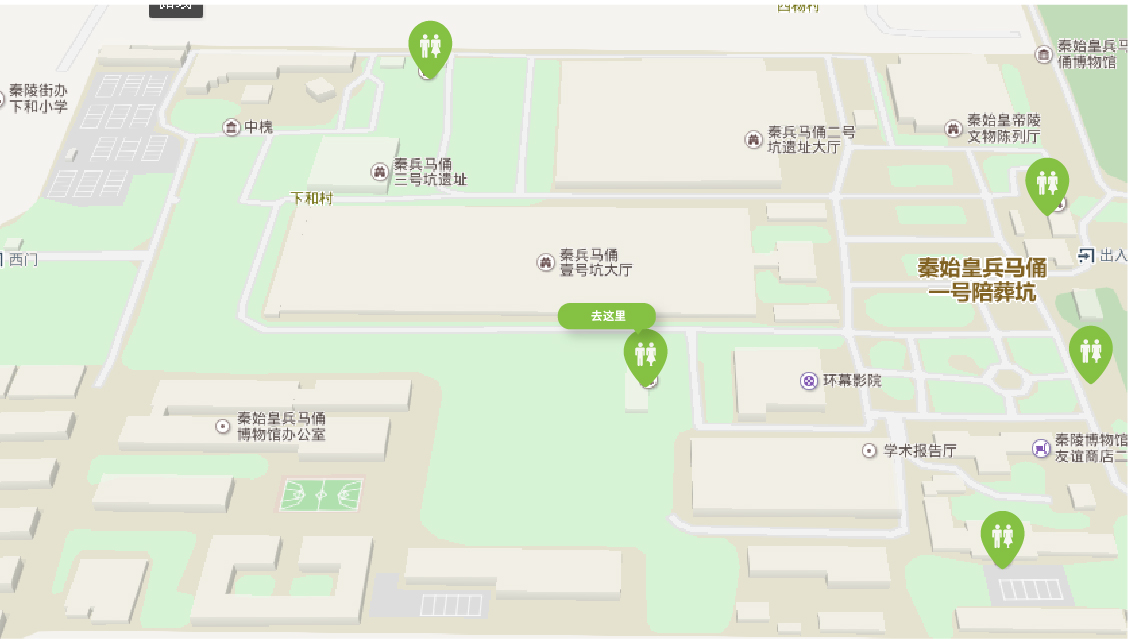 四杨村
秦始皇兵马
俑博物馆
秦陵街办
下和小学
中槐
秦兵马俑二号
坑遗址大厅
秦始皇帝陵
文物陈列厅
秦兵马俑
三号坑遗址
下和村
西门
秦兵马俑
壹号坑大厅
出入
秦始皇兵马俑
一号陪葬坑
去这里
环幕影院
秦始皇兵马俑
博物馆办公室
学术报告厅
秦陵博物馆
友谊商店二